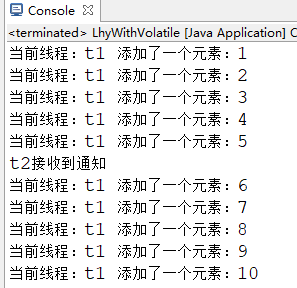 Console
<terminated> LhyWithVolatile [Java Application] C
当前线程：t1 添加了一个元素：1
当前线程：t1 添加了一个元素：2
当前线程：t1 添加了一个元素：3
当前线程：t1 添加了一个元素：4
当前线程：t1 添加了一个元素：5
t2接收到通知
当前线程：t1 添加了一个元素：6
当前线程：t1 添加了一个元素：7
当前线程：t1 添加了一个元素：8
当前线程：t1 添加了一个元素：9
当前线程：t1 添加了一个元素：10